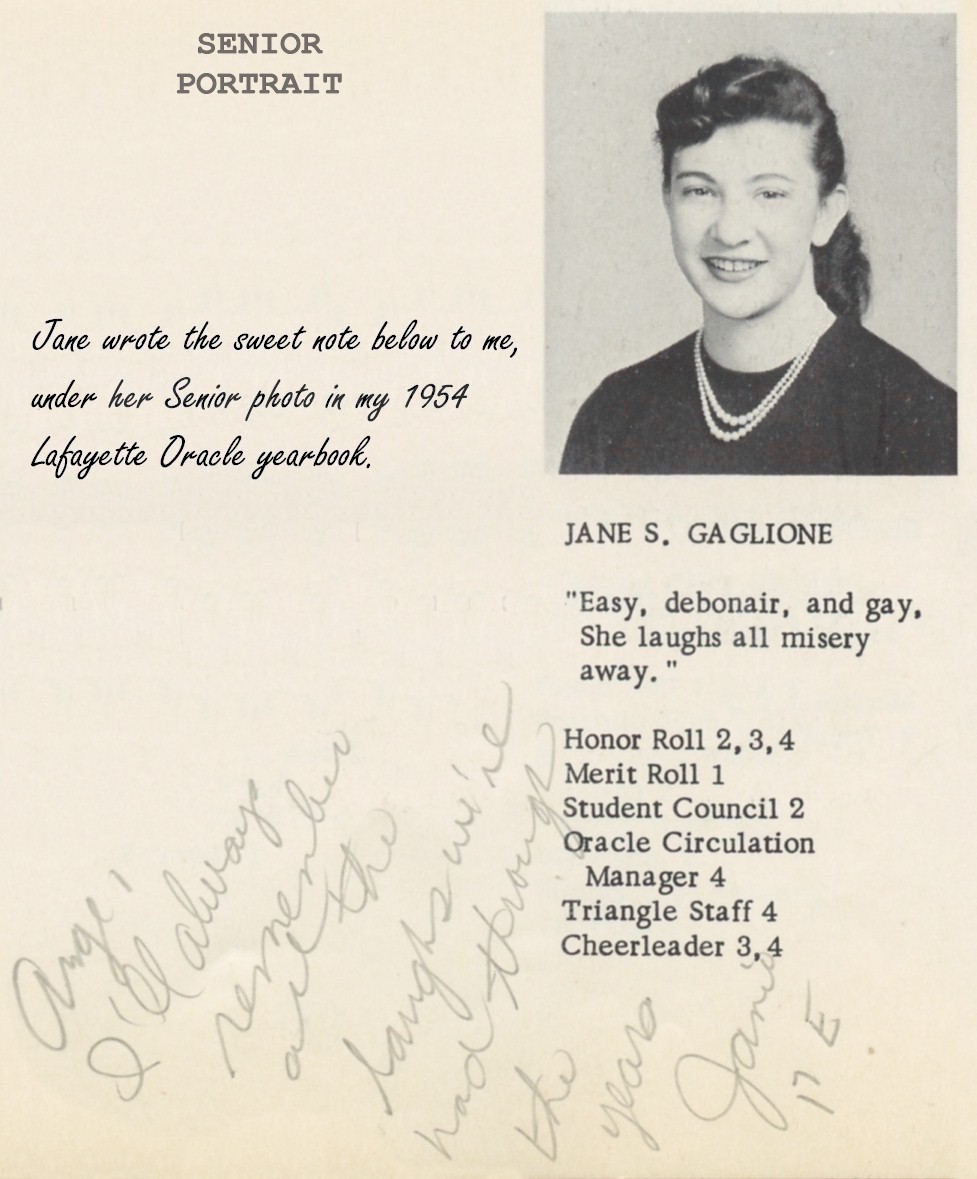 SENIOR
PORTRAIT
Jane wrote the sweet note below to me,
under her Senior photo in my 1954
Lafayette Oracle yearbook.
JANE S. GAGLIONE
"Easy, debonair, and gay,
She laughs all misery
away."
Honor Roll 2, 3, 4
Merit Roll 1
Student Council 2
Oracle Circulation
Manager 4
Triangle Staff 4
Cheerleader 3, 4
Ange'
I'll always
remember
all the
laughs we're
had through
the
years
Janie
17 E